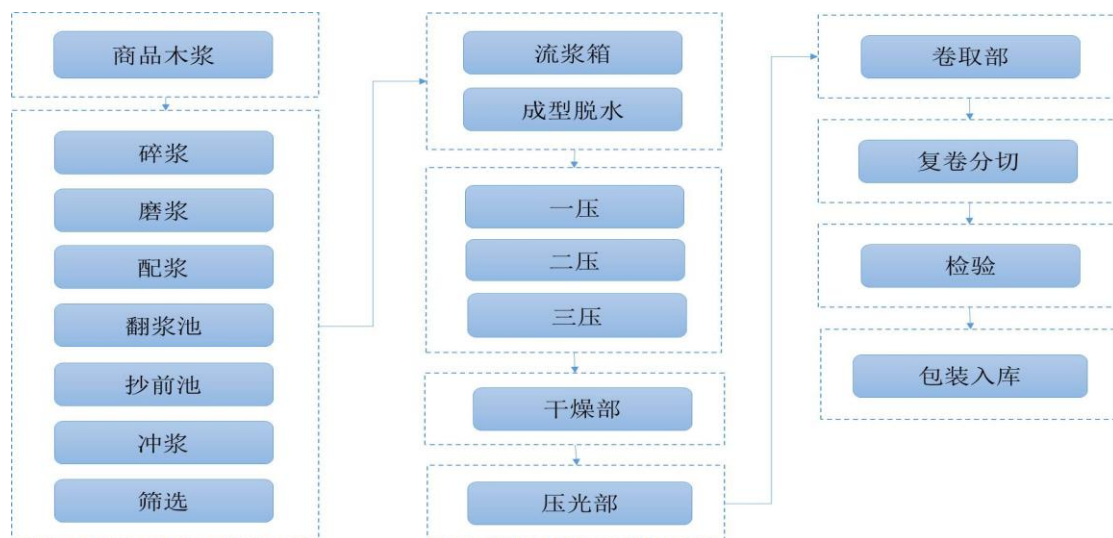 商品木浆
碎浆
磨浆
配浆
翻浆池
抄前池
冲浆
筛选
流浆箱
成型脱水
一压
二压
三压
干燥部
压光部
卷取部
复卷分切
检验
包装入库